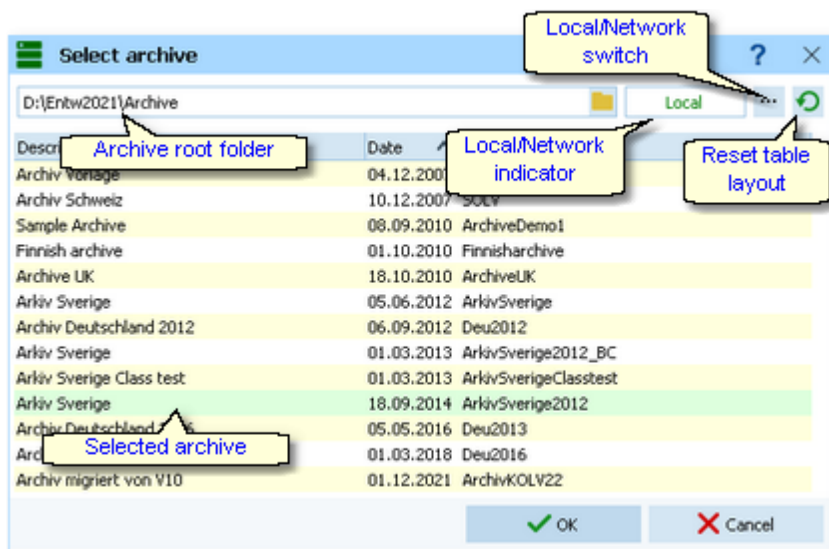 Local/Network
switch
Select archive
?
D:\Entw2021\Archive
Local
...
Archive root folder
Local/Network
indicator
Reset table
layout
Descri
Date
Archiv Vorlage 04.12.2007
Archiv Schweiz 10.12.2007 SOLV
Sample Archive 08.09.2010 ArchiveDemo1
Finnish archive 01.10.2010 Finnisharchive
Archive UK 18.10.2010 ArchiveUK
Arkiv Sverige 05.06.2012 ArkivSverige
Archiv Deutschland 2012 06.09.2012 Deu2012
Arkiv Sverige 01.03.2013 ArkivSverige2012_BC
Arkiv Sverige Class test 01.03.2013 ArkivSverigeClasstest
Arkiv Sverige 18.09.2014 ArkivSverige2012
Archiv Deutschland 05.05.2016 Deu2013
Selected archive
Arc 01.03.2018 Deu2016
Archiv migriert von V10 01.12.2021 ArchivKOLV22
OK
Cancel